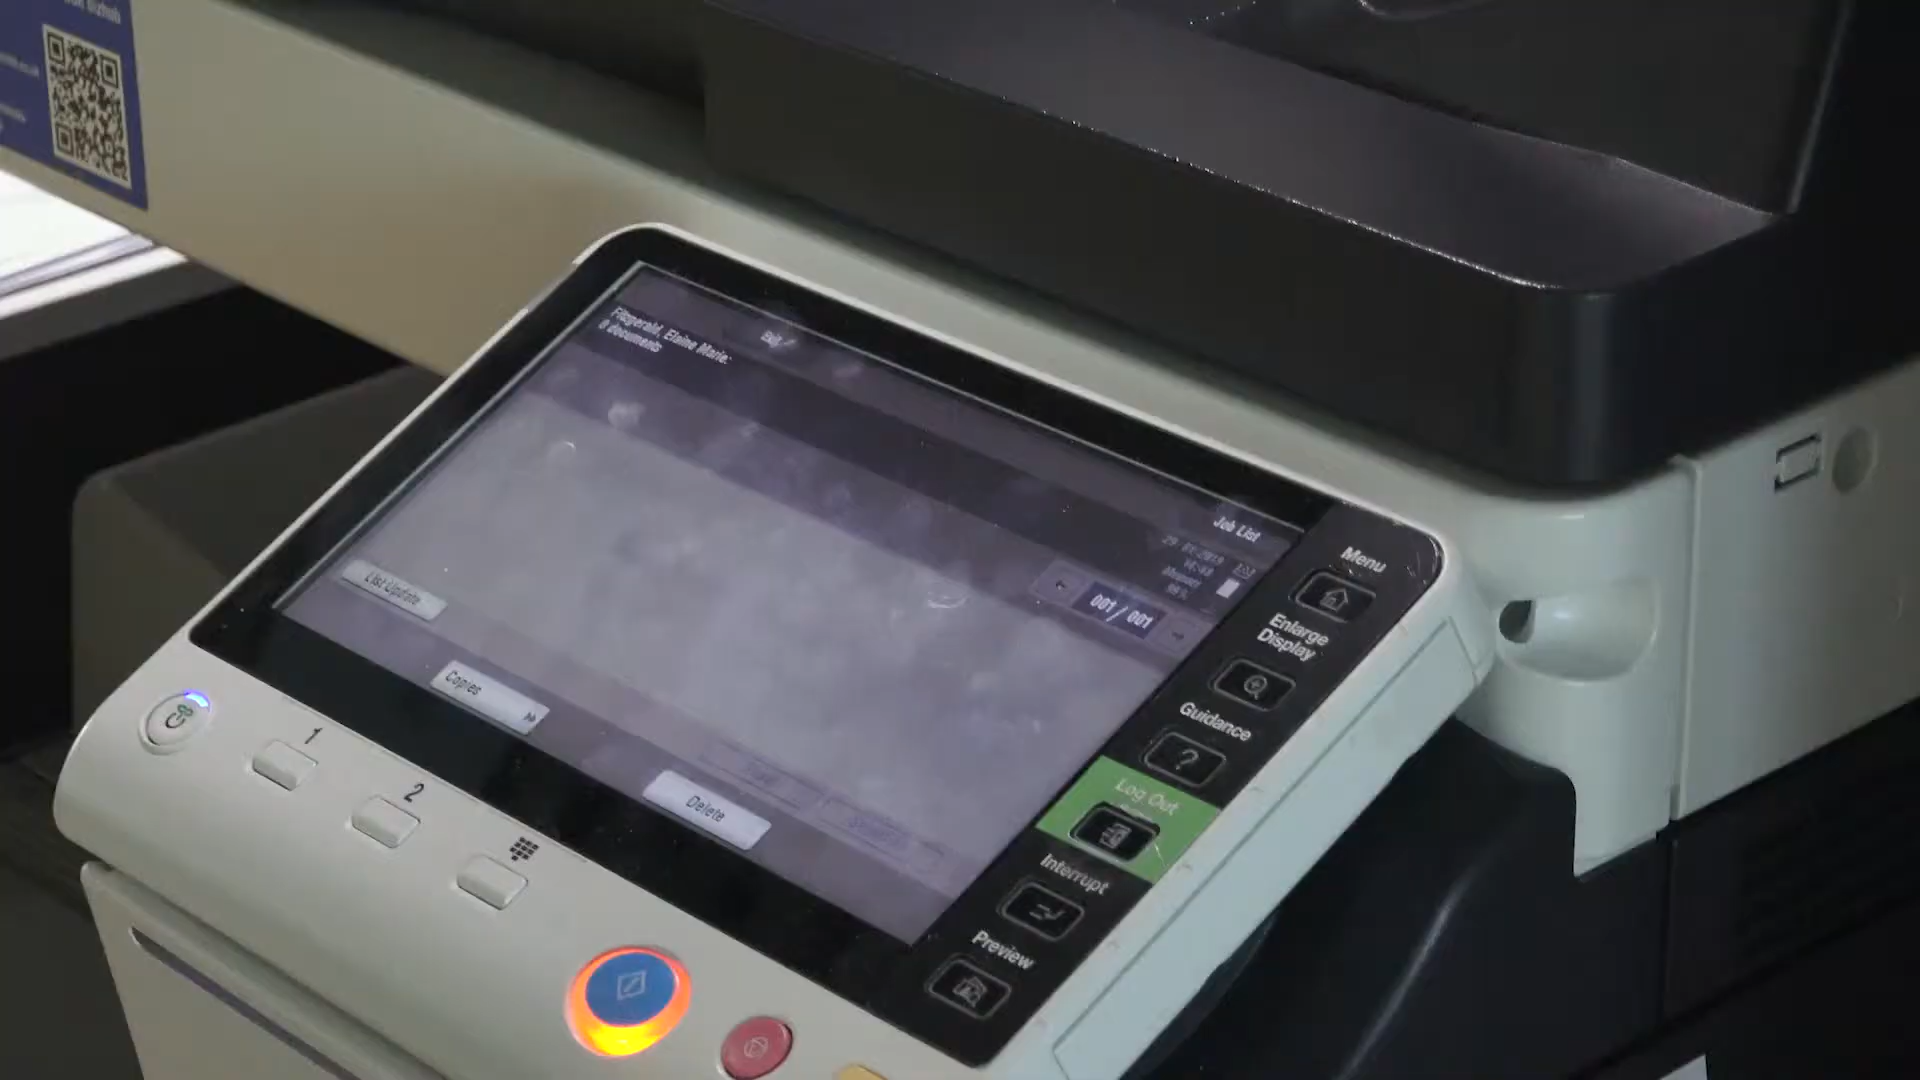 Fitzgerald, Elaine Marie:
0 documents
Exit
Job List
001 / 001
List Update
Copies
Delete
Menu
Enlarge
Display
Guidance
?
Log Out
Interrupt
Preview
1
2